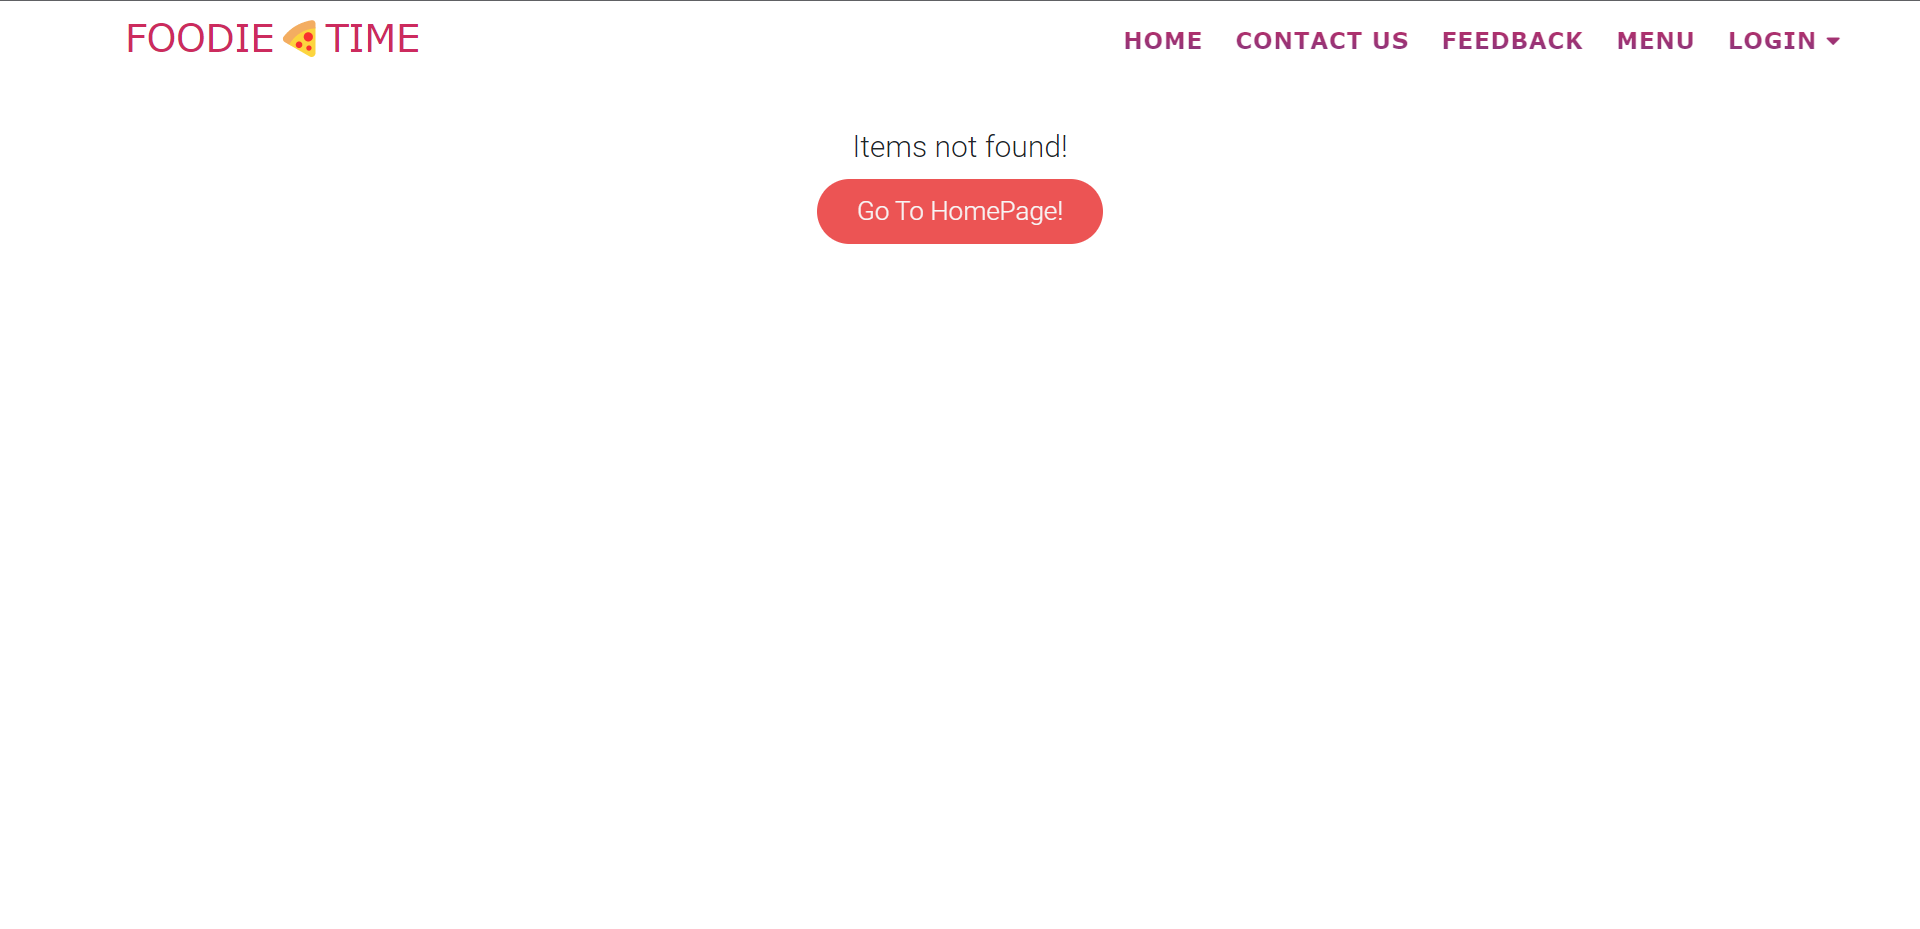 FOODIE🍕TIME
HOME CONTACT US FEEDBACK MENU LOGIN
Items not found!
Go To HomePage!